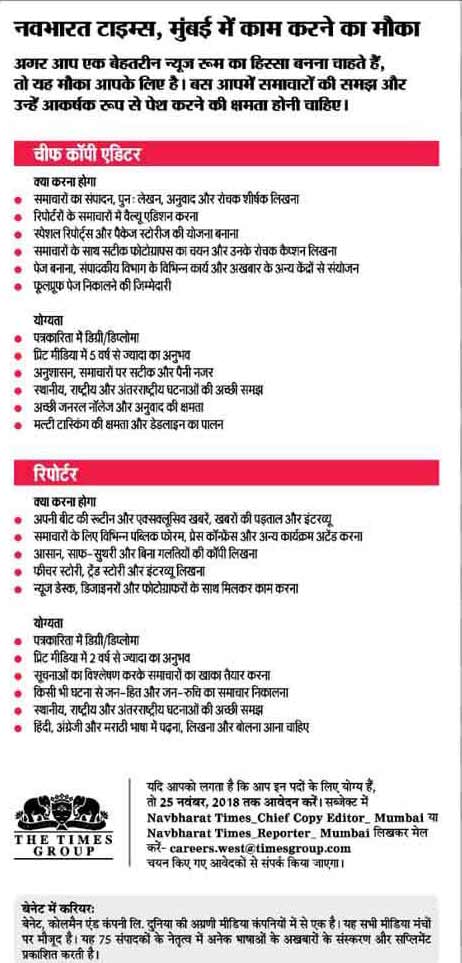 नवभारत टाइम्स, मुंबई में काम करने का मौका
अगर आप एक बेहतरीन न्यूज रूम का हिस्सा बनना चाहते हैं,
तो यह मौका आपके लिए है। बस आपमें समाचारों की समझ और
उन्हें आकर्षक रूप से पेश करने की क्षमता होनी चाहिए।
चीफ कॉपी एडिटर
क्या करना होगा
समाचारों का संपादन, पुनः लेखन, अनुवाद और रोचक शीर्षक लिखना
रिपोर्टरों के समाचारों में वैल्यू एडिशन करना
स्पेशल रिपोर्ट्स और पैकेज स्टोरीज की योजना बनाना
समाचारों के साथ सटीक फोटोग्राफ्स का चयन और उनके रोचक कैप्शन लिखना
पेज बनाना, संपादकीय विभाग के विभिन्न कार्य और अखबार के अन्य केंद्रों से संयोजन
फूलप्रूफ पेज निकालने की जिम्मेदारी
योग्यता
पत्रकारिता में डिग्री/डिप्लोमा
प्रिंट मीडिया में 5 वर्ष से ज्यादा का अनुभव
अनुशासन, समाचारों पर सटीक और पैनी नजर
स्थानीय, राष्ट्रीय और अंतरराष्ट्रीय घटनाओं की अच्छी समझ
अच्छी जनरल नॉलेज और अनुवाद की क्षमता
मल्टी टास्किंग की क्षमता और डेडलाइन का पालन
रिपोर्टर
क्या करना होगा
अपनी बीट की रूटीन और एक्सक्लूसिव खबरें, खबरों की पड़ताल और इंटरव्यू
समाचारों के लिए विभिन्न पब्लिक फोरम, प्रेस कॉन्फ्रेंस और अन्य कार्यक्रम अटेंड करना
आसान, साफ-सुथरी और बिना गलतियों की कॉपी लिखना
फीचर स्टोरी, ट्रेंड स्टोरी और इंटरव्यू लिखना
न्यूज डेस्क, डिजाइनरों और फोटोग्राफरों के साथ मिलकर काम करना
योग्यता
पत्रकारिता में डिग्री/डिप्लोमा
प्रिंट मीडिया में 2 वर्ष से ज्यादा का अनुभव
सूचनाओं का विश्लेषण करके समाचारों का खाका तैयार करना
किसी भी घटना से जन-हित और जन-रुचि का समाचार निकालना
स्थानीय, राष्ट्रीय और अंतरराष्ट्रीय घटनाओं की अच्छी समझ
हिंदी, अंग्रेजी और मराठी भाषा में पढ़ना, लिखना और बोलना आना चाहिए
THE TIMES
GROUP
यदि आपको लगता है कि आप इन पदों के लिए योग्य हैं,
तो 25 नवंबर, 2018 तक आवेदन करें। सब्जेक्ट में
Navbharat Times_Chief Copy Editor_ Mumbai या
Navbharat Times_Reporter_ Mumbai लिखकर मेल
करें- careers.west@timesgroup.com
चयन किए गए आवेदकों से संपर्क किया जाएगा।
बेनेट में करियर:
बेनेट, कोलमैन एंड कंपनी लि. दुनिया की अग्रणी मीडिया कंपनियों में से एक है। यह सभी मीडिया मंचों
पर मौजूद है। यह 75 संपादकों के नेतृत्व में अनेक भाषाओं के अखबारों के संस्करण और सप्लिमेंट
प्रकाशित करती है।